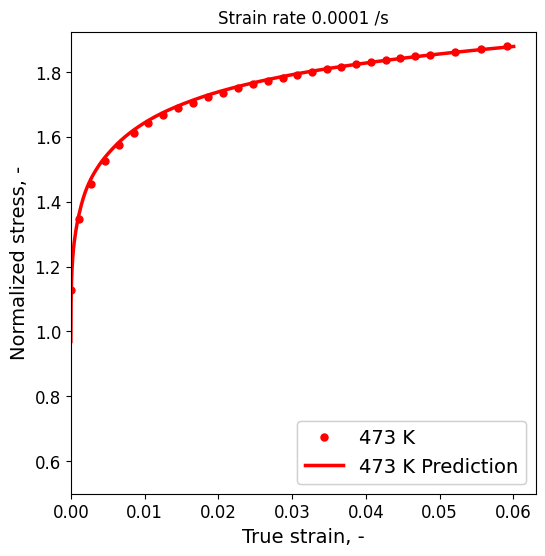 Strain rate 0.0001 /s
Normalized stress, -
1.8
1.6
1.4
1.2
1.0
0.8
0.6
473 K
473 K Prediction
0.00 0.01 0.02 0.03 0.04 0.05 0.06
True strain, -